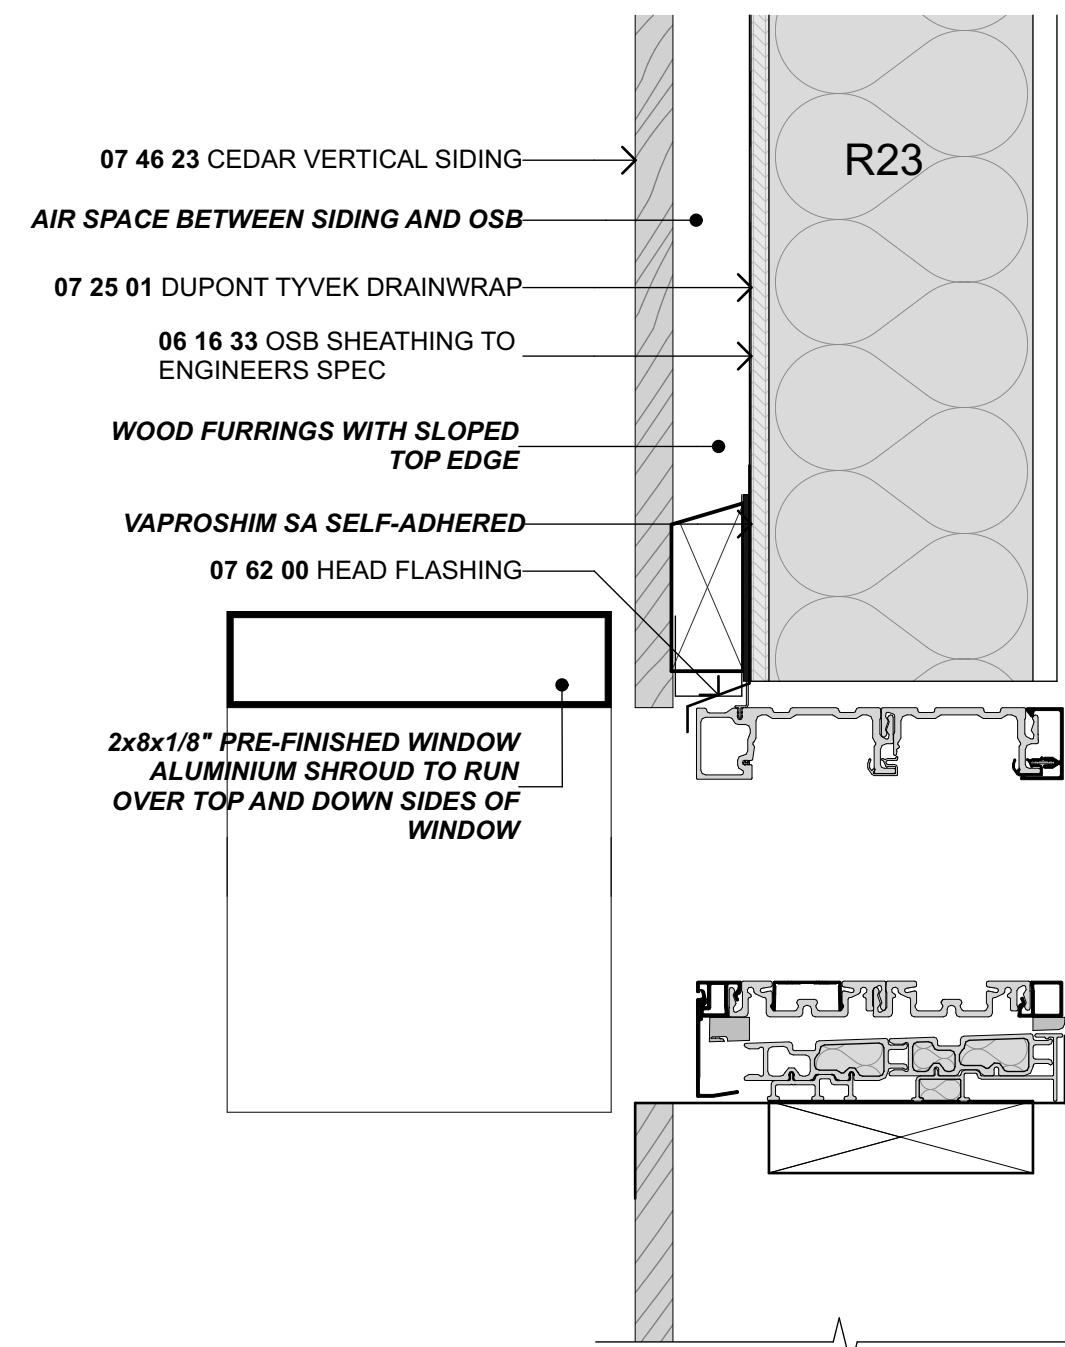 07 46 23 CEDAR VERTICAL SIDING
R23
AIR SPACE BETWEEN SIDING AND OSB
07 25 01 DUPONT TYVEK DRAINWRAP
06 16 33 OSB SHEATHING TO
ENGINEERS SPEC
WOOD FURRINGS WITH SLOPED
TOP EDGE
VAPROSHIM SA SELF-ADHERED
07 62 00 HEAD FLASHING
2x8x1/8" PRE-FINISHED WINDOW
ALUMINIUM SHROUD TO RUN
OVER TOP AND DOWN SIDES OF
WINDOW